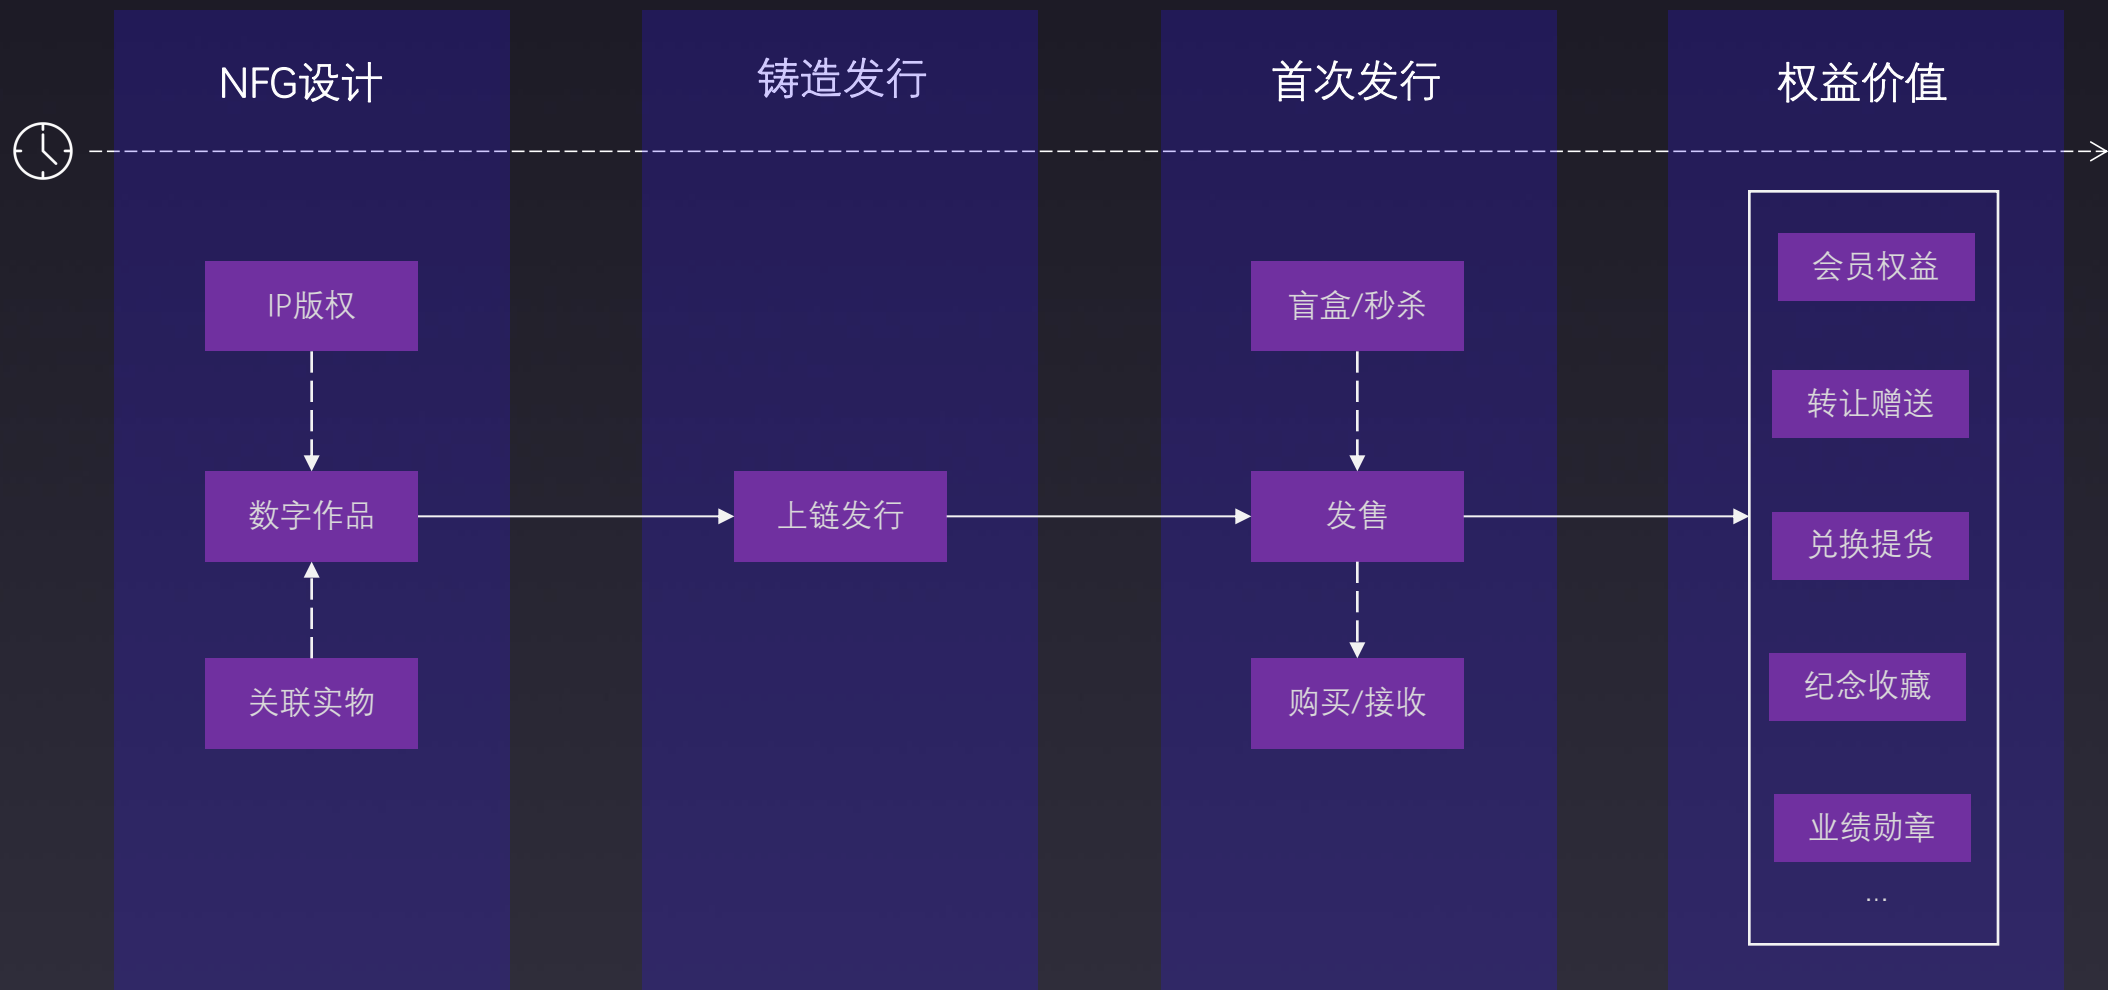 NFG设计
铸造发行
首次发行
权益价值
IP版权
数字作品
关联实物
上链发行
盲盒/秒杀
发售
购买/接收
会员权益
转让赠送
兑换提货
纪念收藏
业绩勋章
...